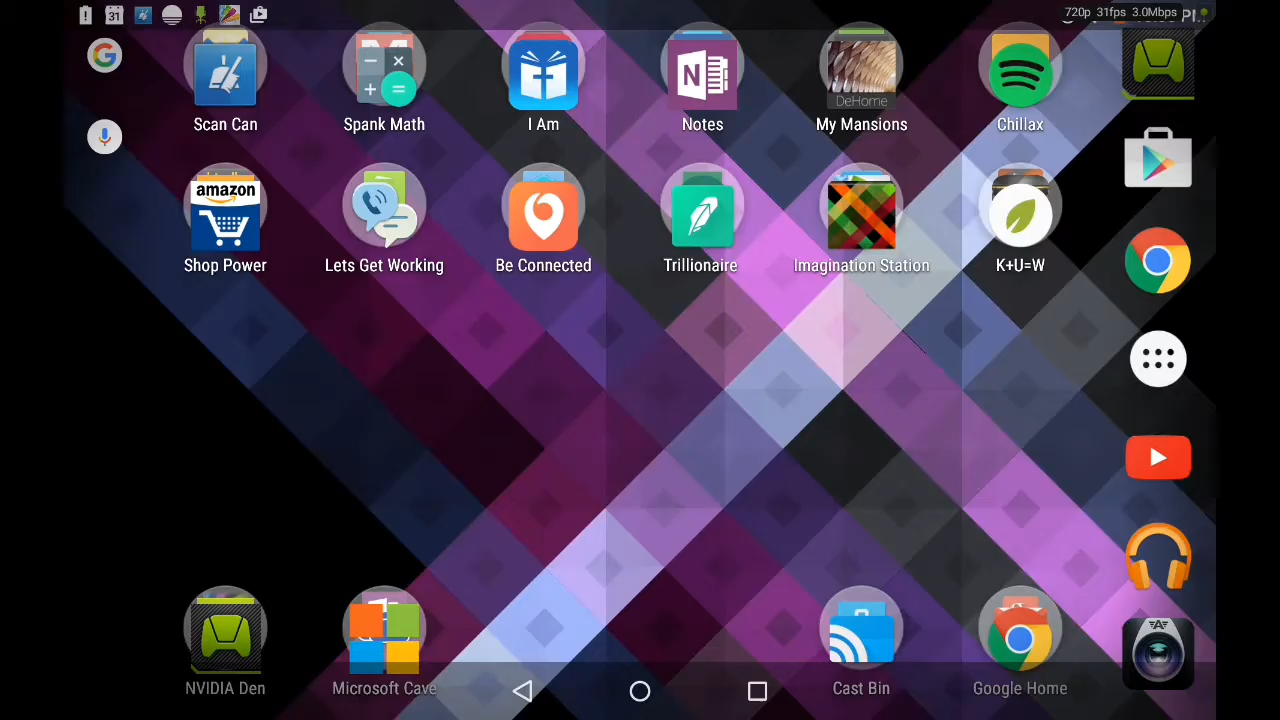 720p 31fps 3.0Mbps
31
Scan Can
Spank Math
I Am
Notes
DeHome
My Mansions
Chillax
amazon
Shop Power
Lets Get Working
Be Connected
Trillionaire
Imagination Station
K+U=W
NVIDIA Den
Microsoft Cave
Cast Bin
Google Home